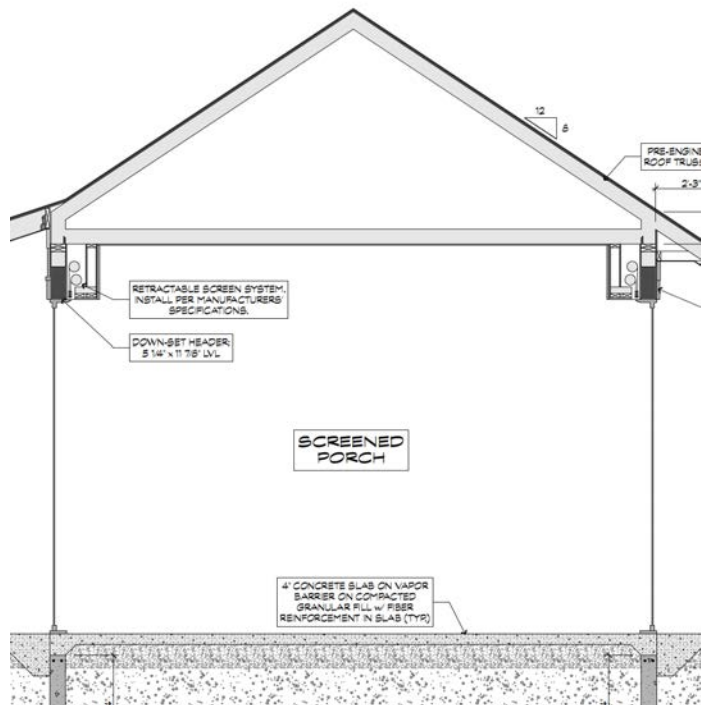 12
8
PRE-ENGINE
ROOF TRUSS
2'-3"
RETRACTABLE SCREEN SYSTEM.
INSTALL PER MANUFACTURERS'
SPECIFICATIONS.
DOWN-SET HEADER;
5 1/4" x 11 7/8" LVL
SCREENED
PORCH
4" CONCRETE SLAB ON VAPOR
BARRIER ON COMPACTED
GRANULAR FILL w/ FIBER
REINFORCEMENT IN SLAB (TYP.)